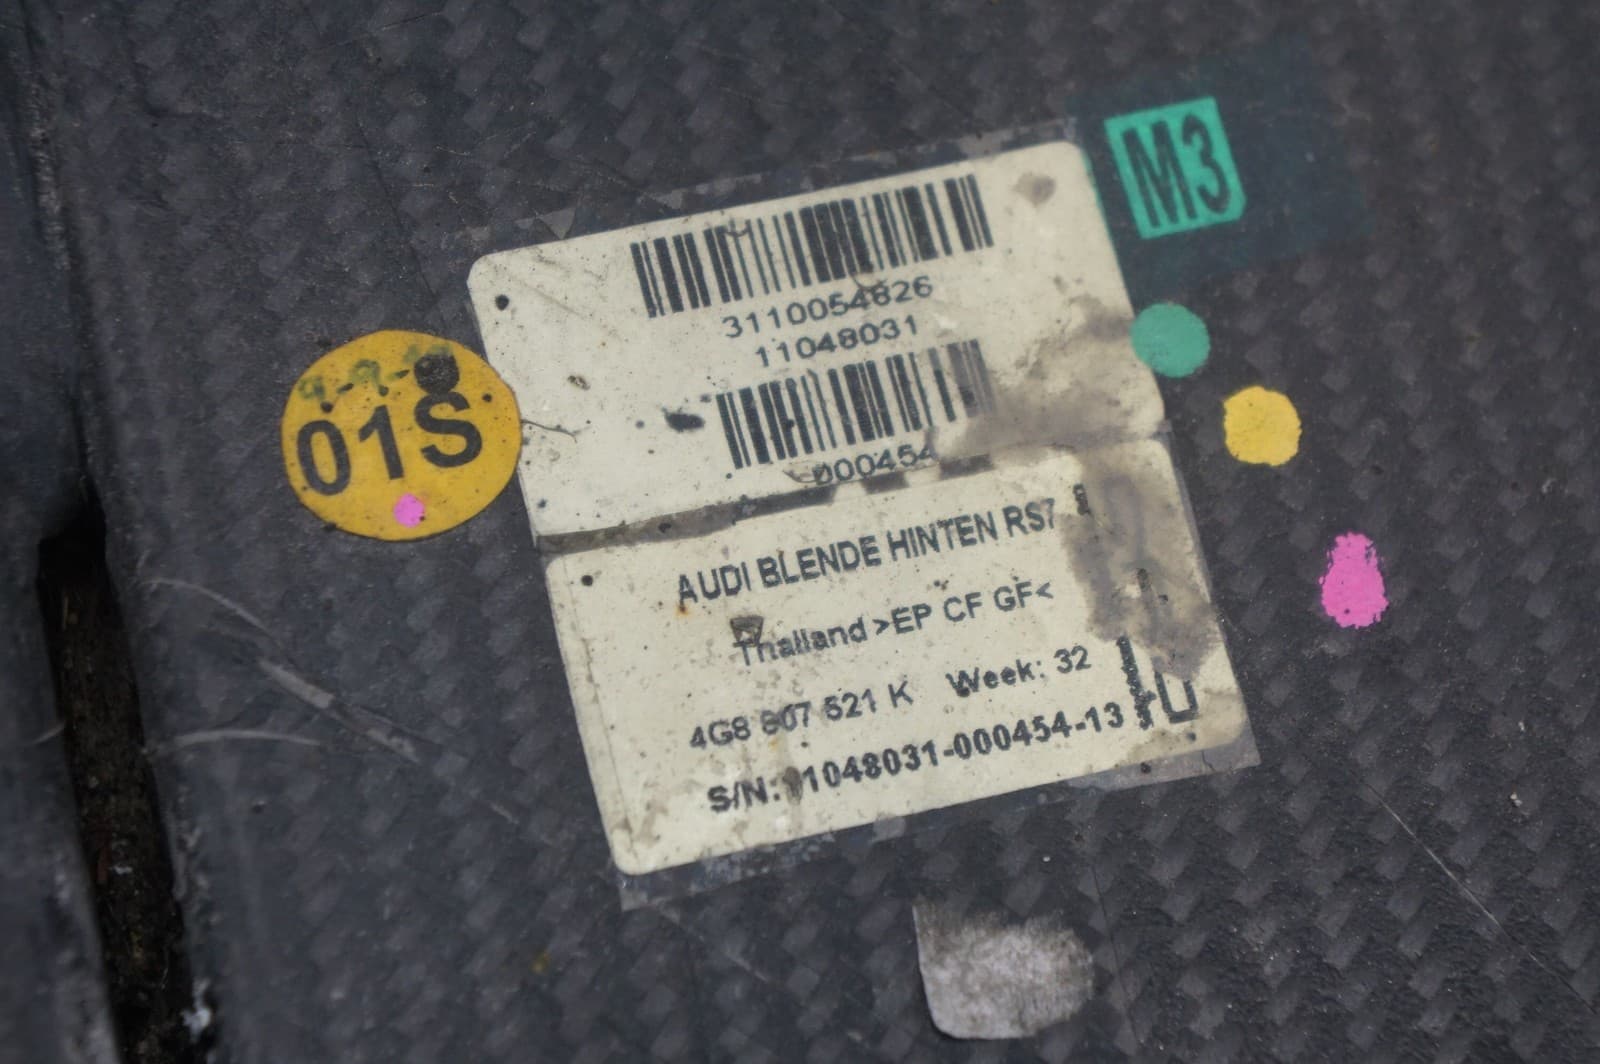 M3
3110054826
11048031
000454
01S
AUDI BLENDE HINTEN RS7
Thailand >EP CF GF<
4G8 807 521 K Week: 32
S/N: 11048031-000454-13